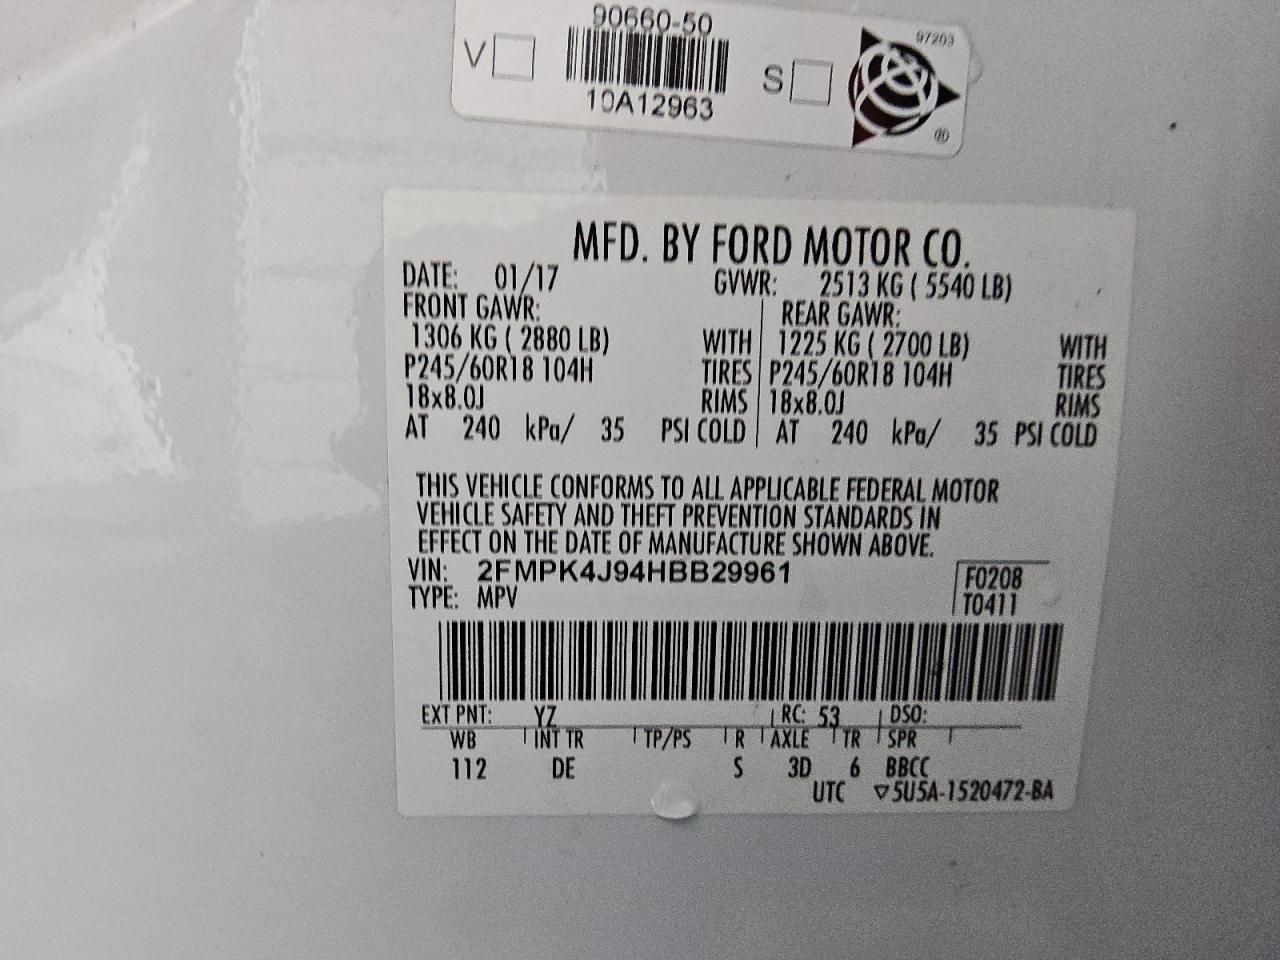 90660-50
V
10A12963
S
97203
®
MFD. BY FORD MOTOR CO.
DATE: 01/17 GVWR: 2513 KG ( 5540 LB)
FRONT GAWR: REAR GAWR:
1306 KG ( 2880 LB) WITH 1225 KG ( 2700 LB) WITH
P245/60R18 104H TIRES P245/60R18 104H TIRES
18x8.0J RIMS 18x8.0J RIMS
AT 240 kPa/ 35 PSI COLD AT 240 kPa/ 35 PSI COLD
THIS VEHICLE CONFORMS TO ALL APPLICABLE FEDERAL MOTOR
VEHICLE SAFETY AND THEFT PREVENTION STANDARDS IN
EFFECT ON THE DATE OF MANUFACTURE SHOWN ABOVE.
VIN: 2FMPK4J94HBB29961 F0208
TYPE: MPV T0411
EXT PNT: YZ RC: 53 DSO:
WB INT TR TP/PS R AXLE TR SPR
112 DE S 3D 6 BBCC
UTC ▽5U5A-1520472-BA